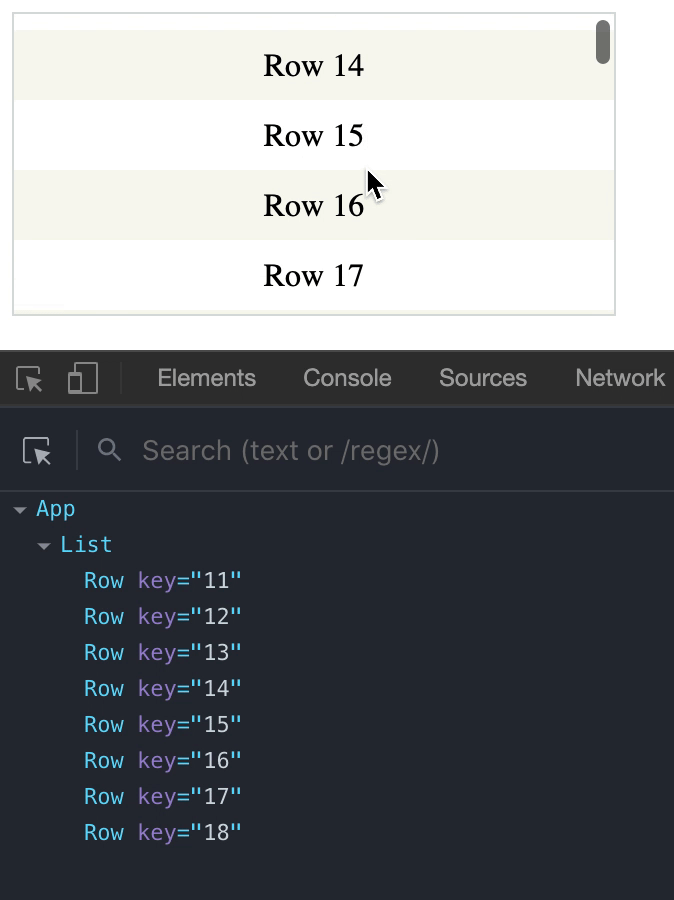 Row 14
Row 15
Row 16
Row 17
Elements Console Sources Network
Search (text or /regex/)
App
List
Row key="11"
Row key="12"
Row key="13"
Row key="14"
Row key="15"
Row key="16"
Row key="17"
Row key="18"